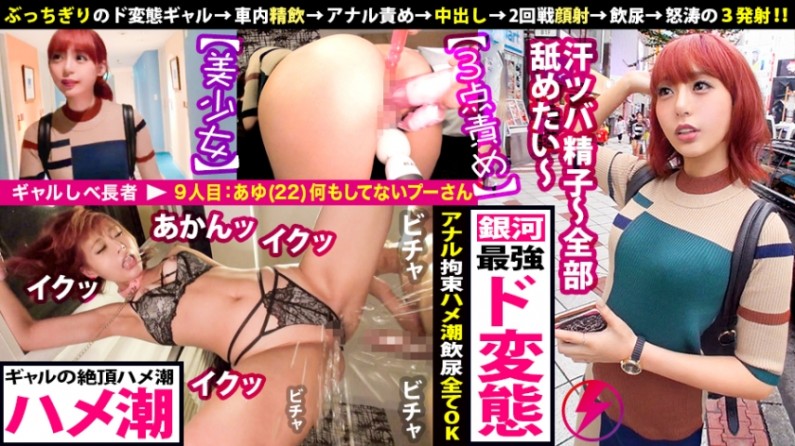 ぶっちぎりのド変態ギャル→車内精飲→アナル責め→中出し→2回戦顔射→飲尿→怒涛の3発射!!
【美少女】
【3点責め】
汗ツバ精子〜全部
舐めたい〜
ギャルしべ長者 ▶ 9人目:あゆ(22)何もしてないプーさん
あかんッ
イクッ
イクッ
イクッ
ビチャ
ビチャ
ビチャ
ビチャ
アナル拘束ハメ潮飲尿全てOK
銀河
最強
ド変態
ギャルの絶頂ハメ潮
ハメ潮